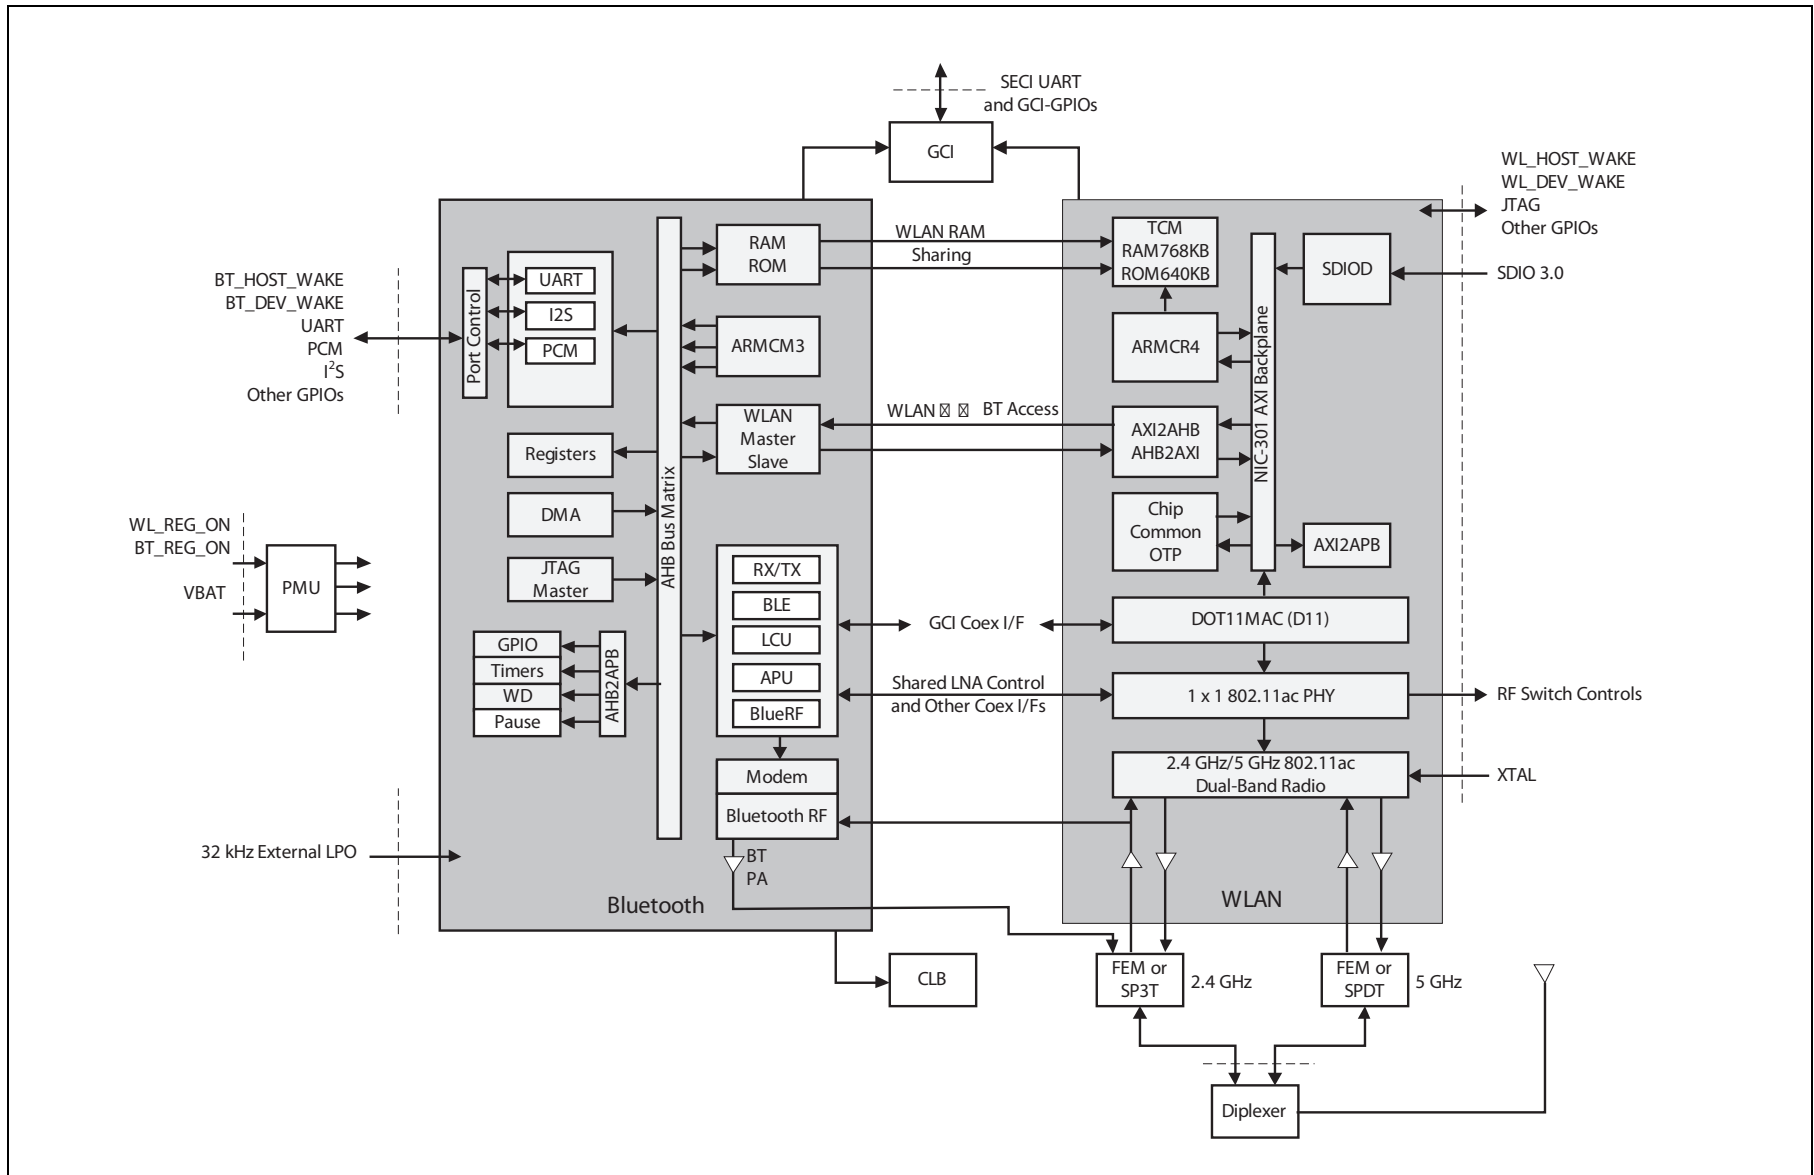 SECI UART
and GCI-GPIOs
GCI
WL_HOST_WAKE
WL_DEV_WAKE
JTAG
Other GPIOs
SDIO 3.0
BT_HOST_WAKE
BT_DEV_WAKE
UART
PCM
I²S
Other GPIOs
Port Control
UART
I2S
PCM
AHB Bus Matrix
RAM
ROM
WLAN RAM
Sharing
TCM
RAM768KB
ROM640KB
SDIOD
NIC-301 AXI Backplane
ARMCM3
ARMCR4
Registers
WLAN
Master
Slave
WLAN BT Access
AXI2AHB
AHB2AXI
DMA
Chip
Common
OTP
AXI2APB
WL_REG_ON
BT_REG_ON
VBAT
PMU
JTAG
Master
RX/TX
BLE
LCU
APU
BlueRF
GCI Coex I/F
DOT11MAC (D11)
GPIO
Timers
WD
Pause
AHB2APB
Shared LNA Control
and Other Coex I/Fs
1 x 1 802.11ac PHY
RF Switch Controls
Modem
Bluetooth RF
2.4 GHz/5 GHz 802.11ac
Dual-Band Radio
XTAL
32 kHz External LPO
BT
PA
Bluetooth
WLAN
CLB
FEM or
SP3T
2.4 GHz
FEM or
SPDT
5 GHz
Diplexer